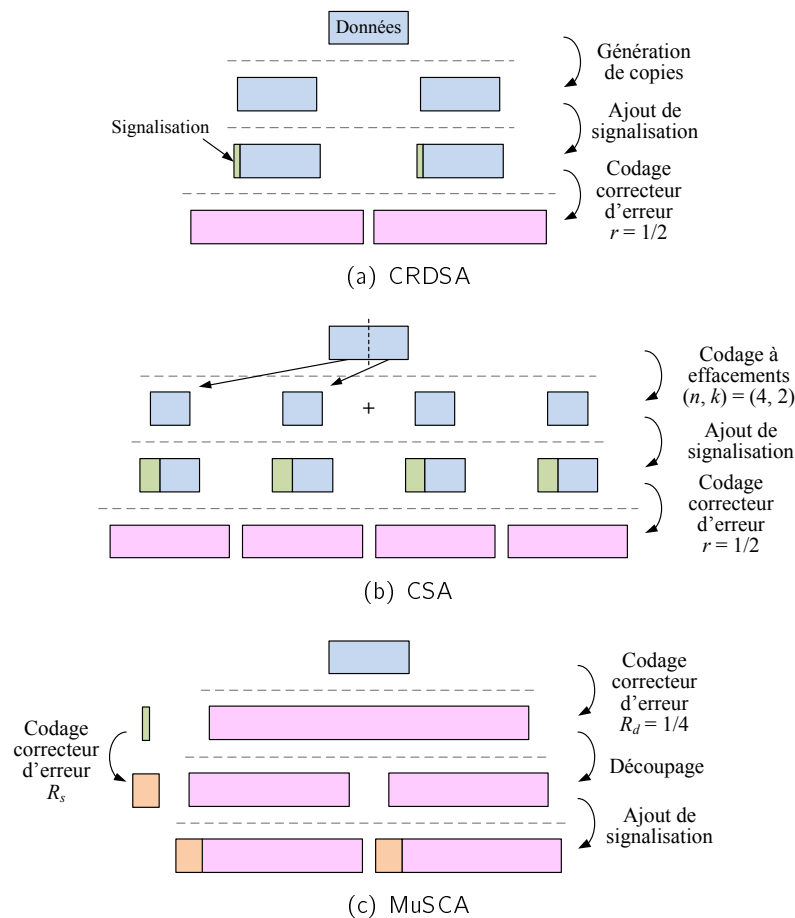 Données
Génération
de copies
Signalisation
Ajout de
signalisation
Codage
correcteur
d'erreur
r = 1/2
(a) CRDSA
Codage à
effacements
(n, k) = (4, 2)
+
Ajout de
signalisation
Codage
correcteur
d'erreur
r = 1/2
(b) CSA
Codage
correcteur
d'erreur
R_d = 1/4
Codage
correcteur
d'erreur
R_s
Découpage
Ajout de
signalisation
(c) MuSCA